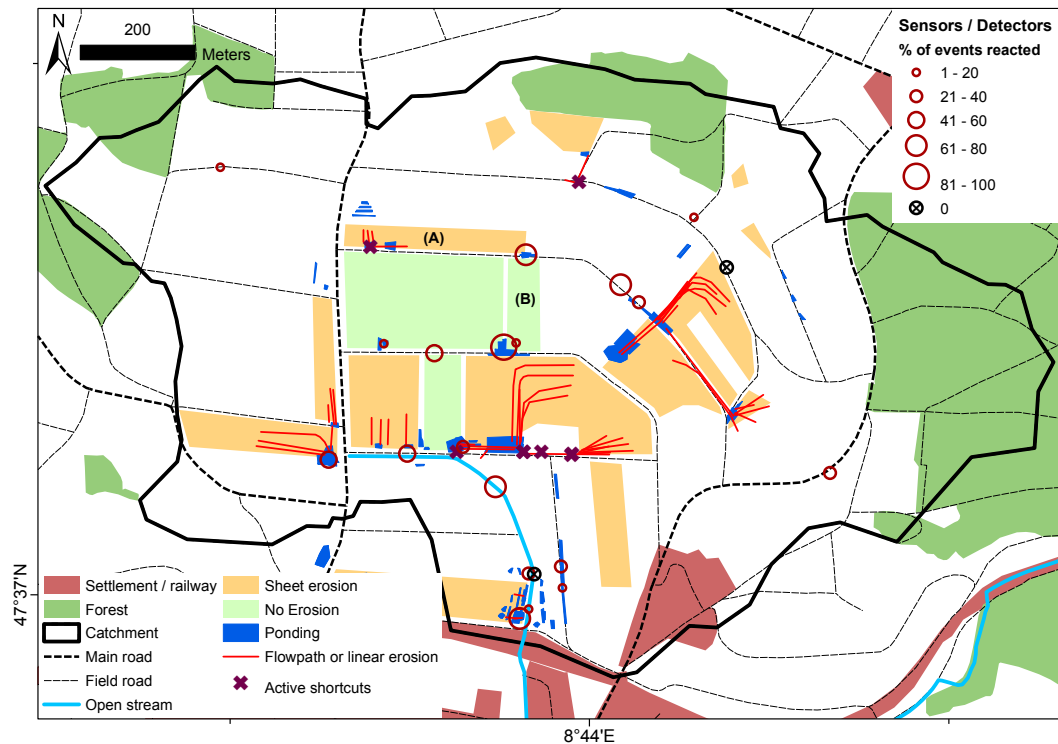 N
200
Meters
Sensors / Detectors
% of events reacted
1 - 20
21 - 40
41 - 60
61 - 80
81 - 100
0
(A)
(B)
47°37'N
Settlement / railway
Forest
Catchment
Main road
Field road
Open stream
Sheet erosion
No Erosion
Ponding
Flowpath or linear erosion
Active shortcuts
8°44'E